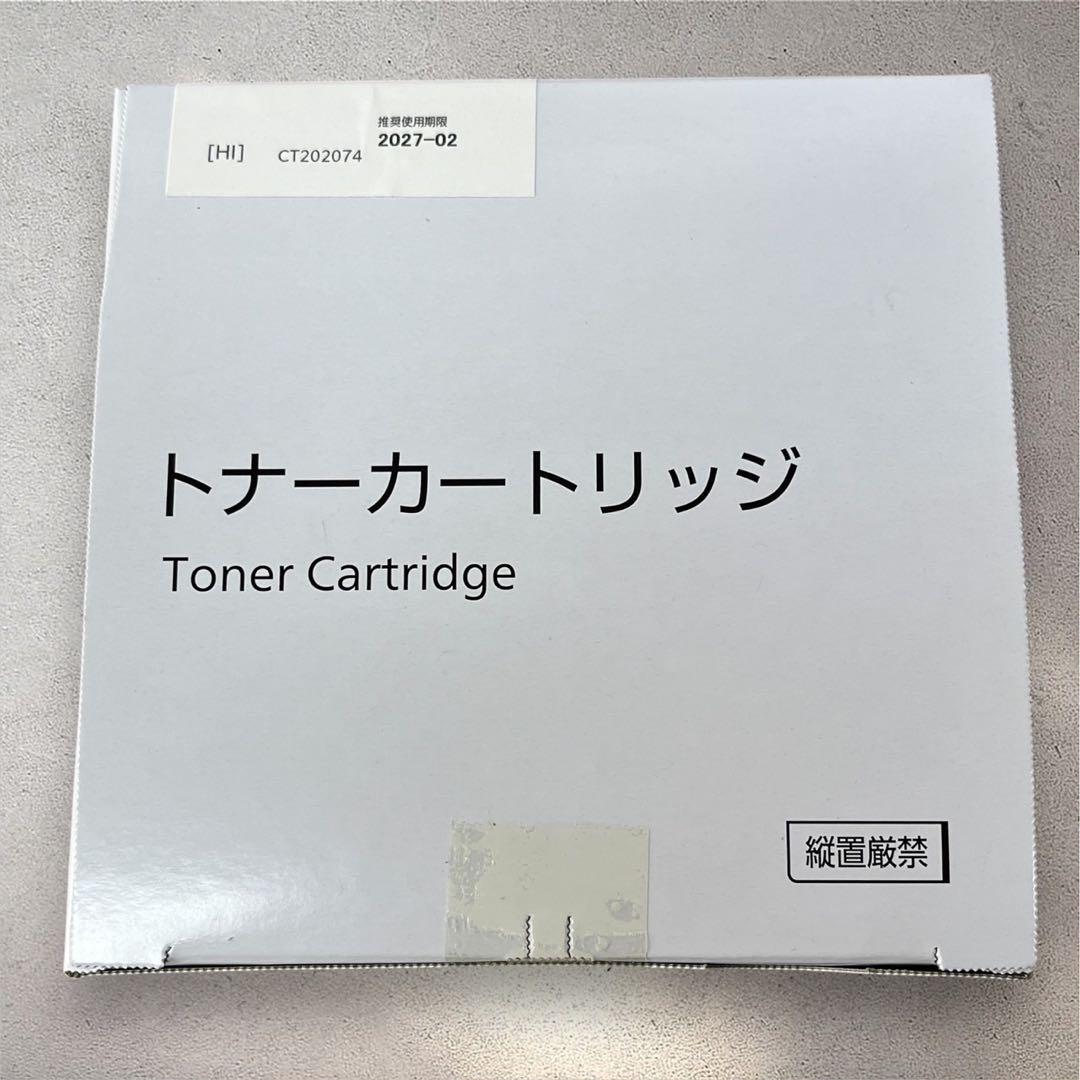 推奨使用期限
2027-02
[HI] CT202074
トナーカートリッジ
Toner Cartridge
縦置厳禁